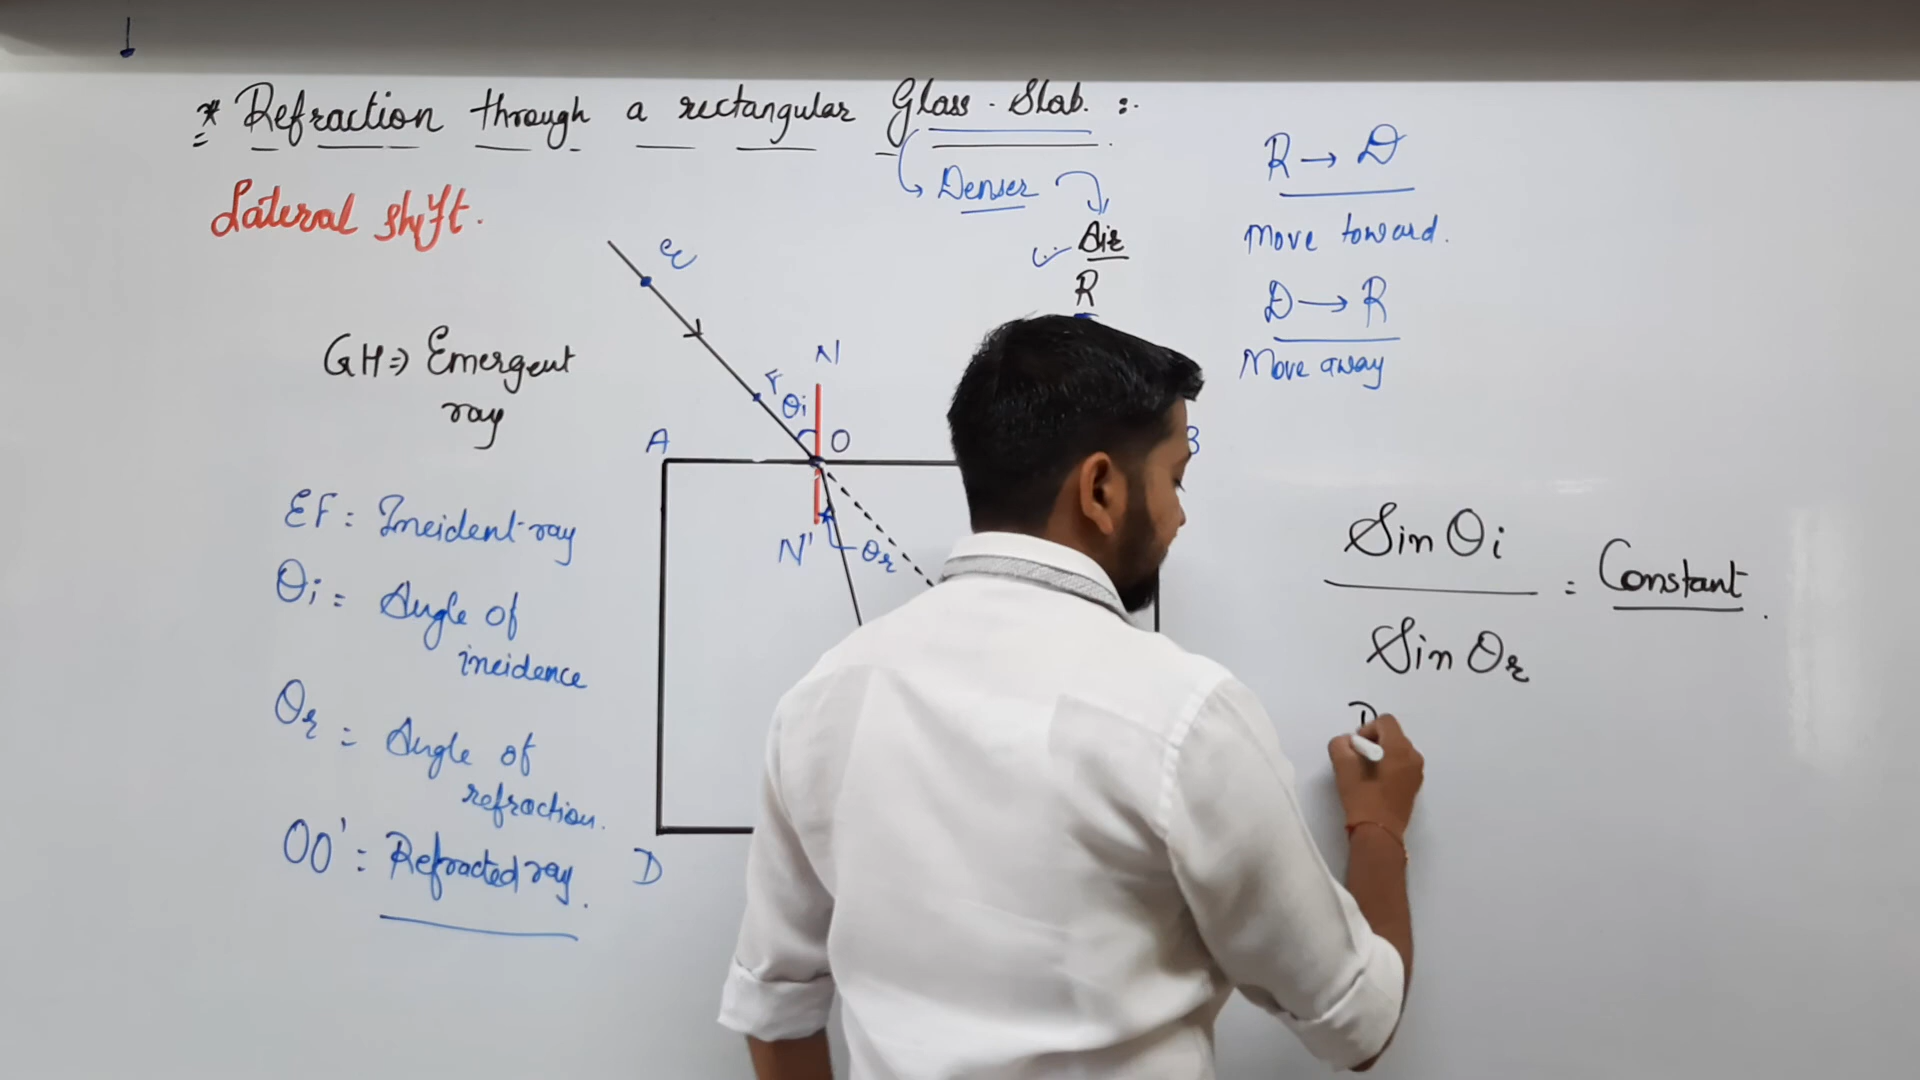 * Refraction through a rectangular Glass - Slab. :-
Lateral shift.
Denser
Air
R
R → D
Move toward.
D → R
Move away
GH => Emergent
ray
E
F
θi
N
O
A
B
N'
θr
D
EF = Incident ray
θi = Angle of
incidence
θr = Angle of
refraction.
OO' = Refracted ray.
Sin θi
= Constant.
Sin θr